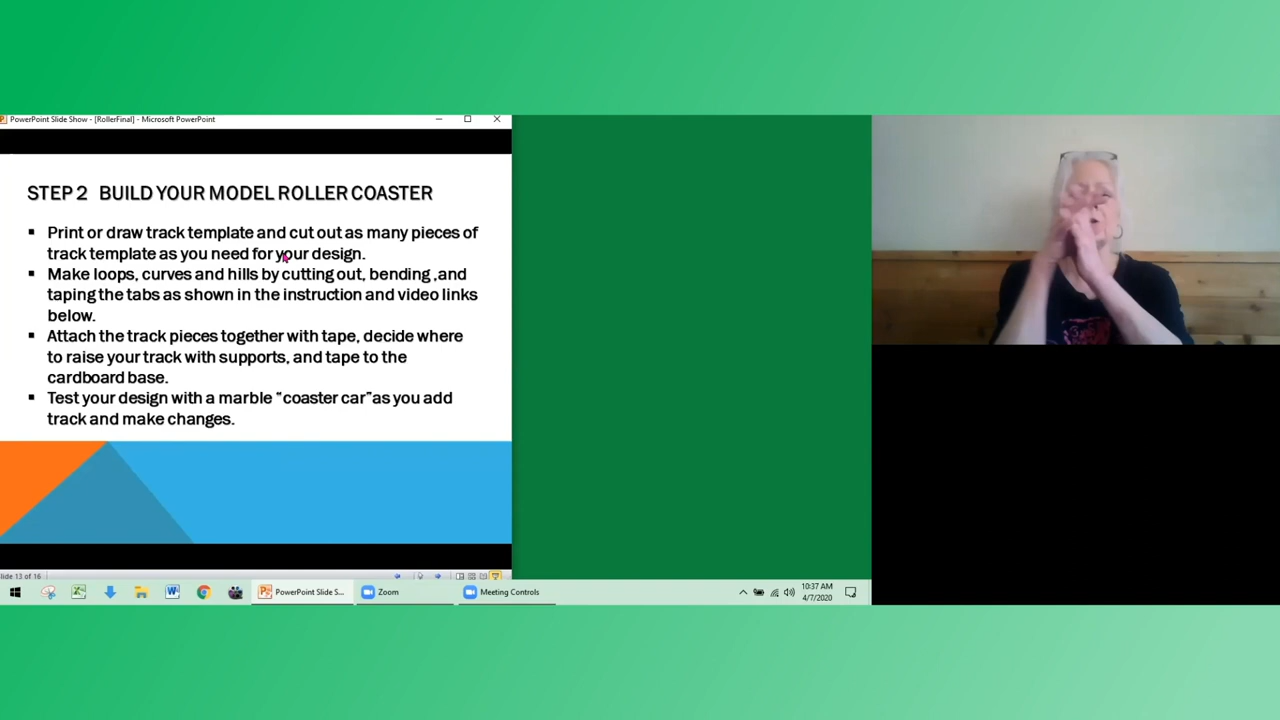 PowerPoint Slide Show - [RollerFinal] - Microsoft PowerPoint
STEP 2 BUILD YOUR MODEL ROLLER COASTER
▪ Print or draw track template and cut out as many pieces of
track template as you need for your design.
▪ Make loops, curves and hills by cutting out, bending ,and
taping the tabs as shown in the instruction and video links
below.
▪ Attach the track pieces together with tape, decide where
to raise your track with supports, and tape to the
cardboard base.
▪ Test your design with a marble “coaster car”as you add
track and make changes.
lide 13 of 16
PowerPoint Slide S...
Zoom
Meeting Controls
10:37 AM
4/7/2020